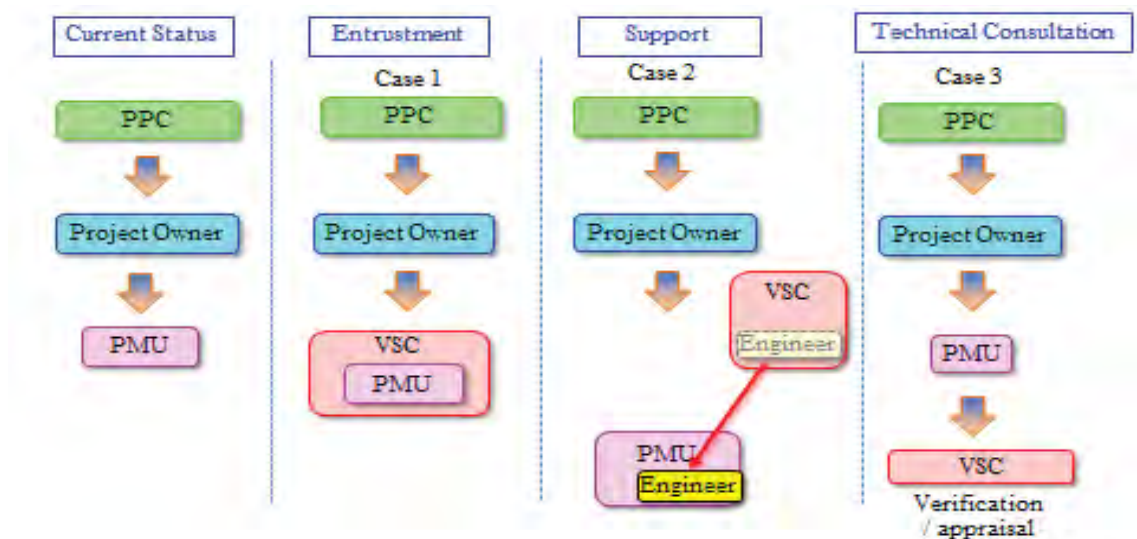 Current Status
Entrustment
Support
Technical Consultation
Case 1
Case 2
Case 3
PPC
PPC
PPC
PPC
Project Owner
Project Owner
Project Owner
Project Owner
PMU
VSC
PMU
VSC
Engineer
PMU
Engineer
PMU
VSC
Verification
/ appraisal